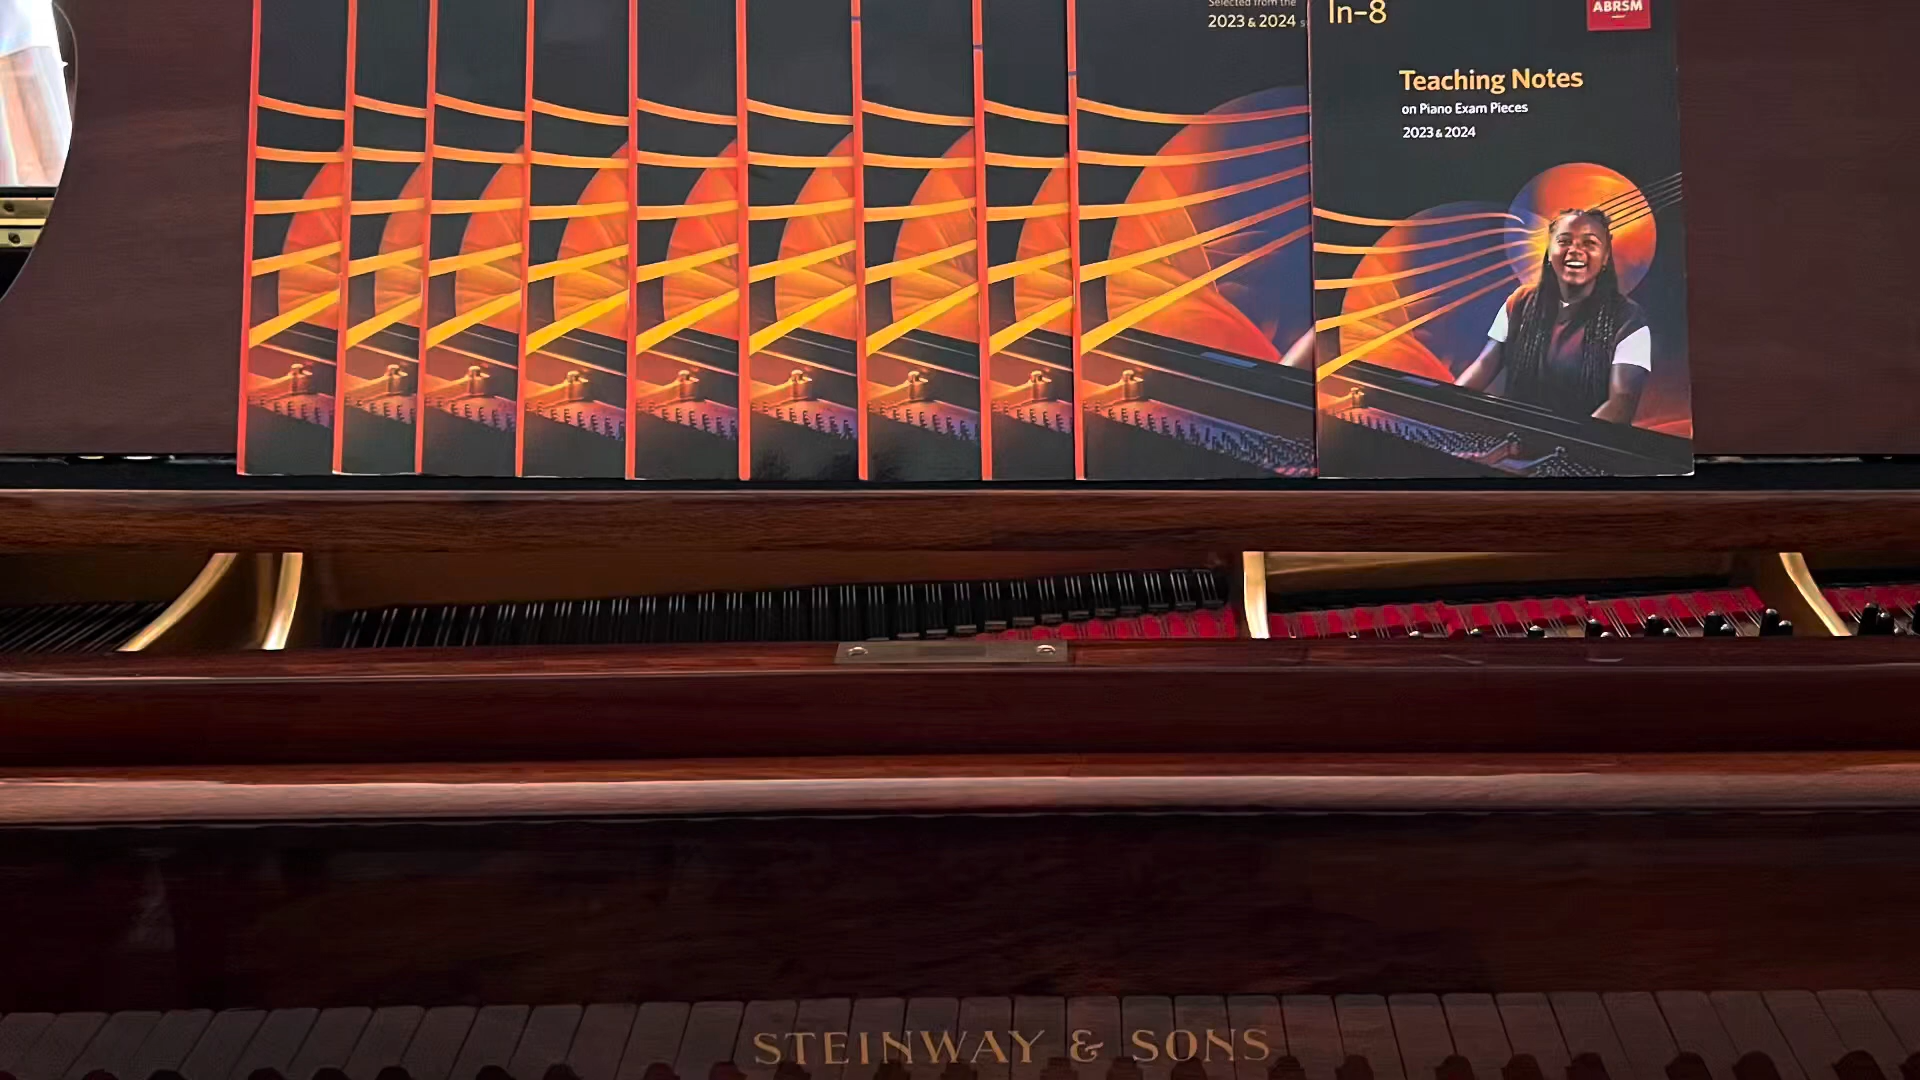 Selected from the
2023 & 2024
In-8
ABRSM
Teaching Notes
on Piano Exam Pieces
2023 & 2024
STEINWAY & SONS